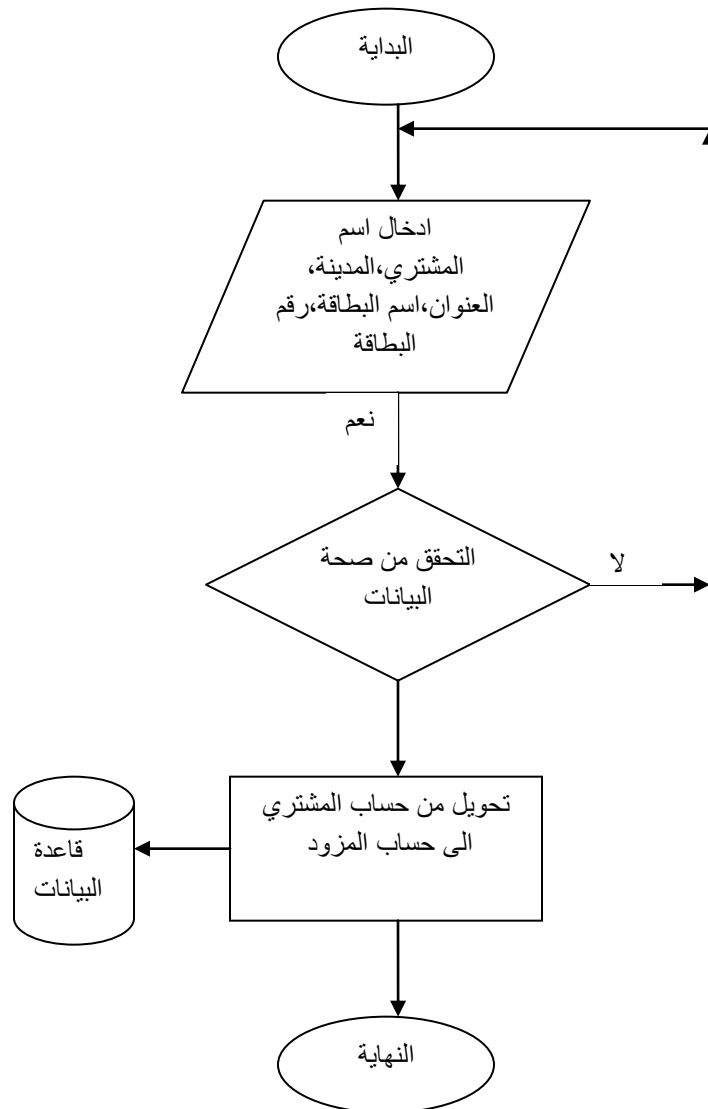 البداية
ادخال اسم
المشتري،المدينة،
العنوان،اسم البطاقة،رقم
البطاقة
نعم
التحقق من صحة
البيانات
لا
تحويل من حساب المشتري
الى حساب المزود
قاعدة
البيانات
النهاية